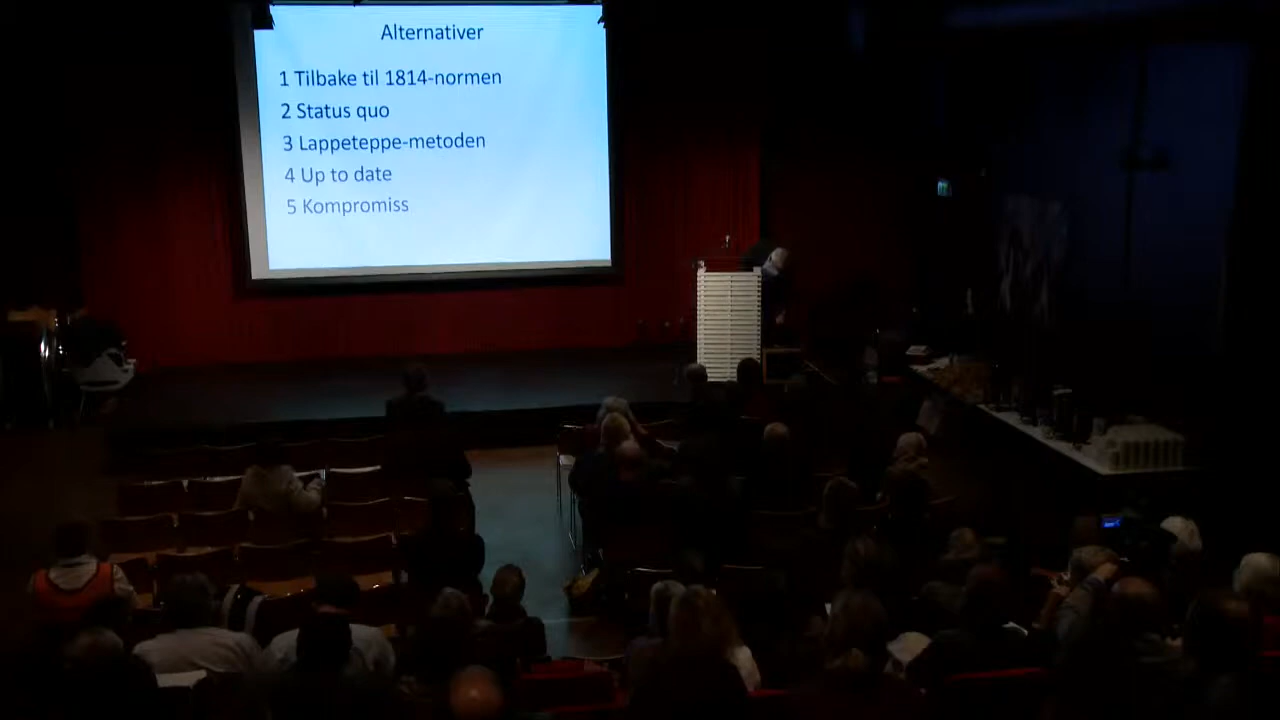 Alternativer
1 Tilbake til 1814-normen
2 Status quo
3 Lappeteppe-metoden
4 Up to date
5 Kompromiss